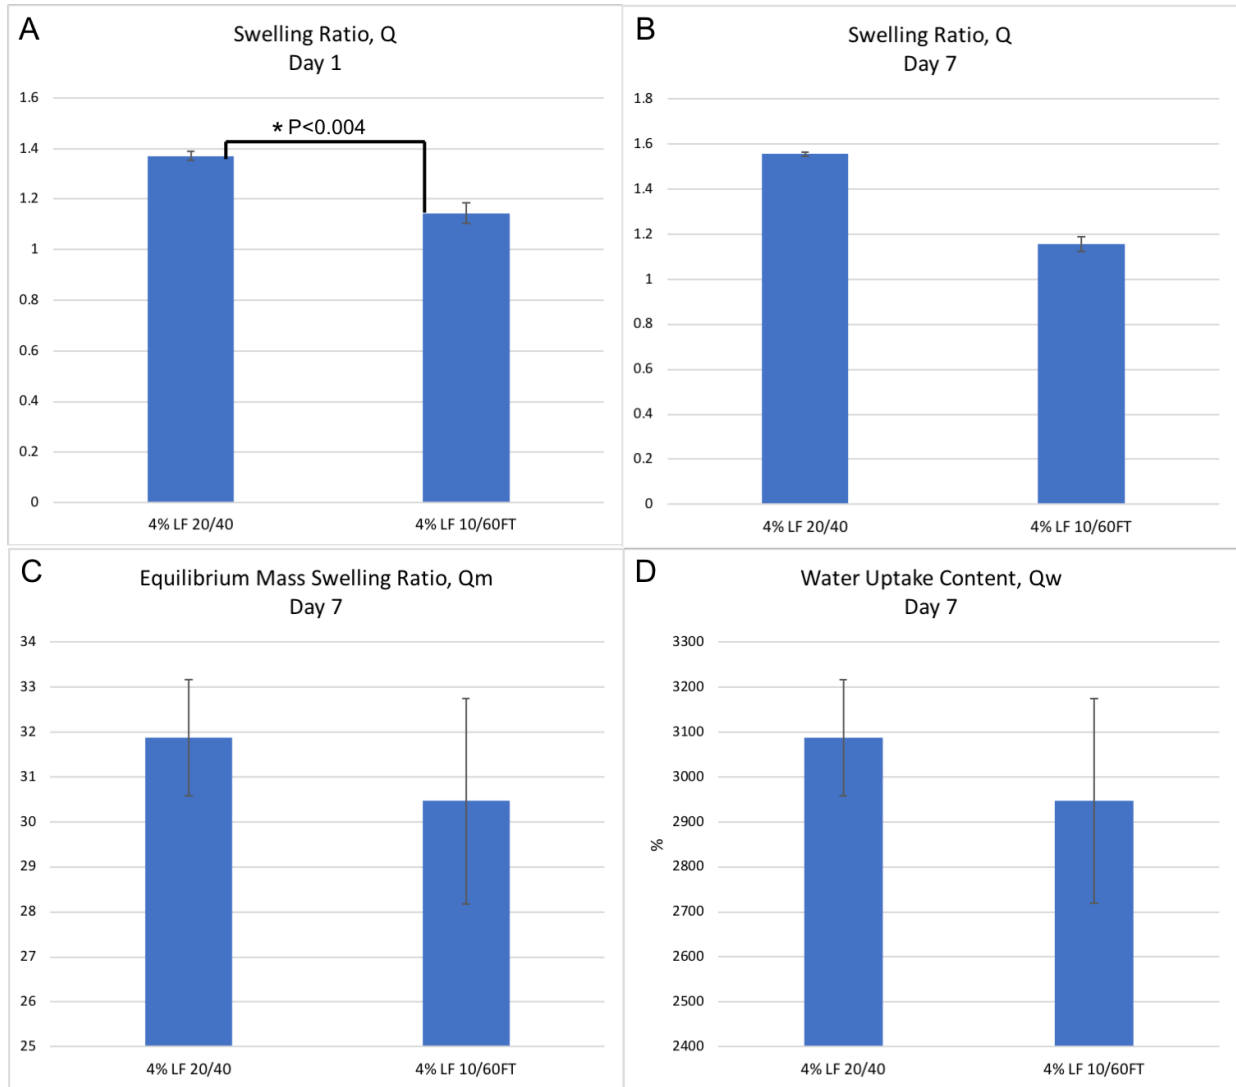 A
Swelling Ratio, Q
Day 1
1.6
1.4
1.2
1
0.8
0.6
0.4
0.2
0
* P<0.004
4% LF 20/40
4% LF 10/60FT
B
Swelling Ratio, Q
Day 7
1.8
1.6
1.4
1.2
1
0.8
0.6
0.4
0.2
0
4% LF 20/40
4% LF 10/60FT
C
Equilibrium Mass Swelling Ratio, Qm
Day 7
34
33
32
31
30
29
28
27
26
25
4% LF 20/40
4% LF 10/60FT
D
Water Uptake Content, Qw
Day 7
3300
3200
3100
3000
2900
2800
2700
2600
2500
2400
%
4% LF 20/40
4% LF 10/60FT